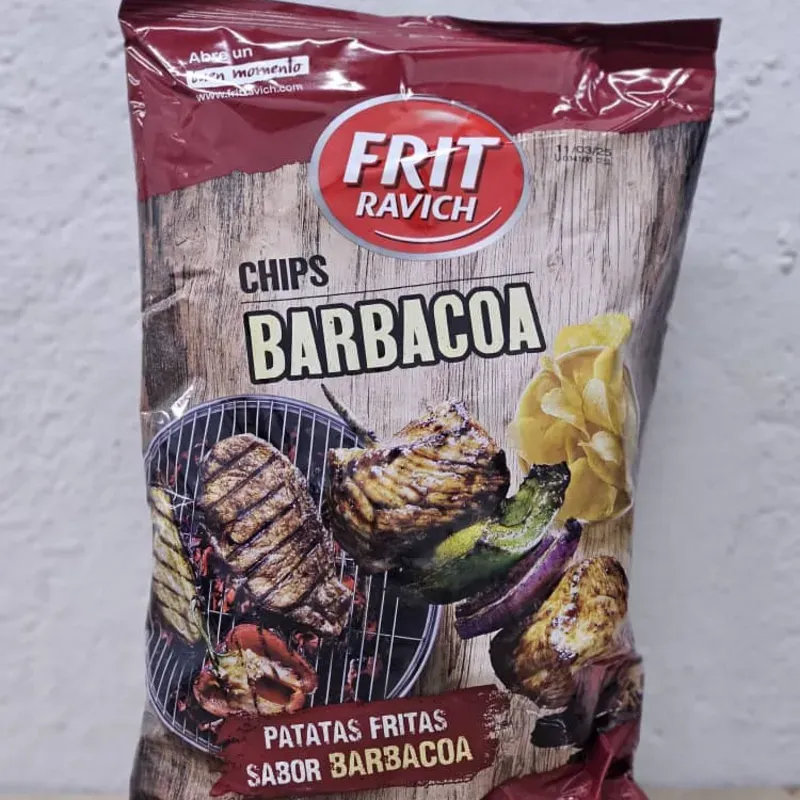 Abre un
buen momento
www.fritravich.com
FRIT
RAVICH
11/03/25
CHIPS
BARBACOA
PATATAS FRITAS
SABOR BARBACOA